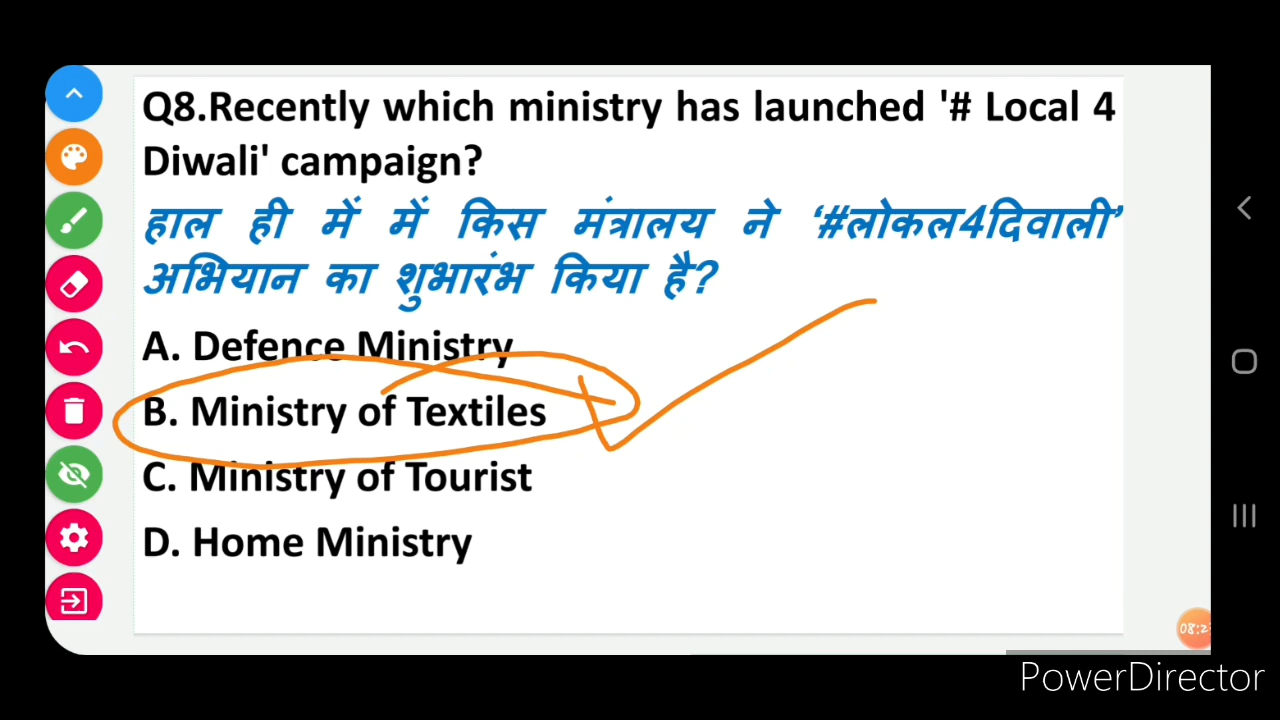 Q8.Recently which ministry has launched '# Local 4
Diwali' campaign?
हाल ही में में किस मंत्रालय ने ‘#लोकल4दिवाली’
अभियान का शुभारंभ किया है?
A. Defence Ministry
B. Ministry of Textiles
C. Ministry of Tourist
D. Home Ministry
PowerDirector